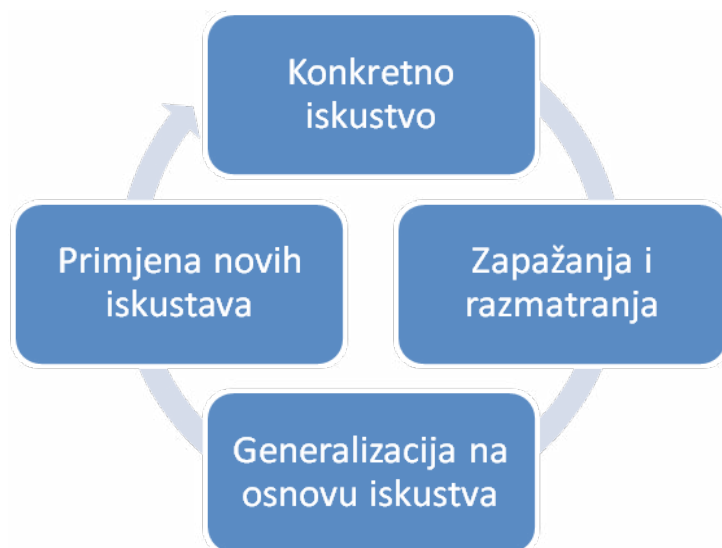 Konkretno
iskustvo
Zapažanja i
razmatranja
Generalizacija na
osnovu iskustva
Primjena novih
iskustava